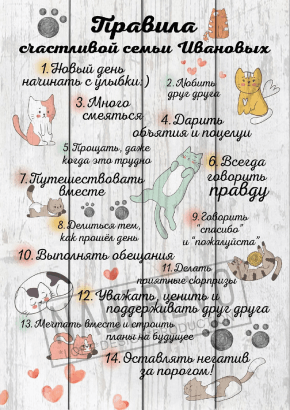 Правила
счастливой семьи Ивановых
1. Новый день
начинать с улыбки:)
2. Любить
друг друга
3. Много
смеяться
4. Дарить
объятия и поцелуи
5 Прощать, даже
когда это трудно
6. Всегда
говорить
правду
7. Путешествовать
вместе
8. Делиться тем,
как прошёл день
9. Говорить
"спасибо"
и "пожалуйста"
10. Выполнять обещания
11. Делать
приятные сюрпризы
12. Уважать, ценить и
поддерживать друг друга
13. Мечтать вместе и строить
планы на будущее
14. Оставлять негатив
за порогом!